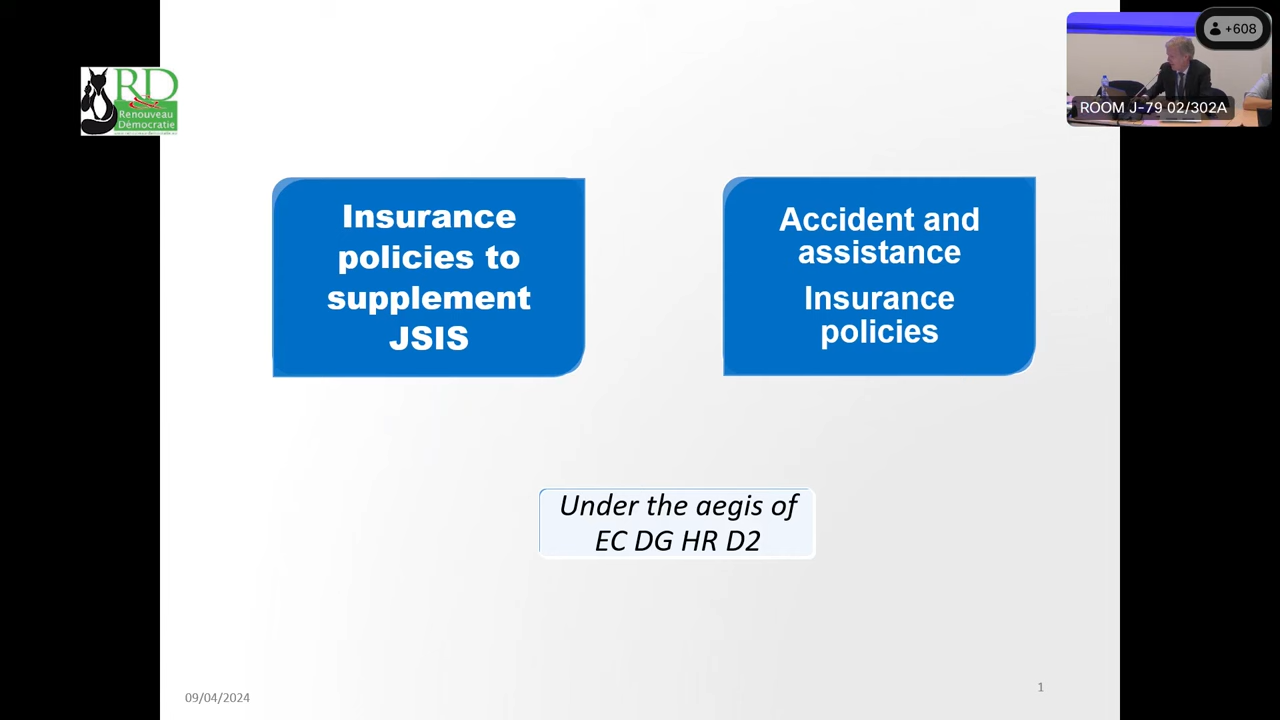 +608
ROOM J-79 02/302A
RD
Renouveau
Démocratie
Insurance
policies to
supplement
JSIS
Accident and
assistance
Insurance
policies
Under the aegis of
EC DG HR D2
09/04/2024
1